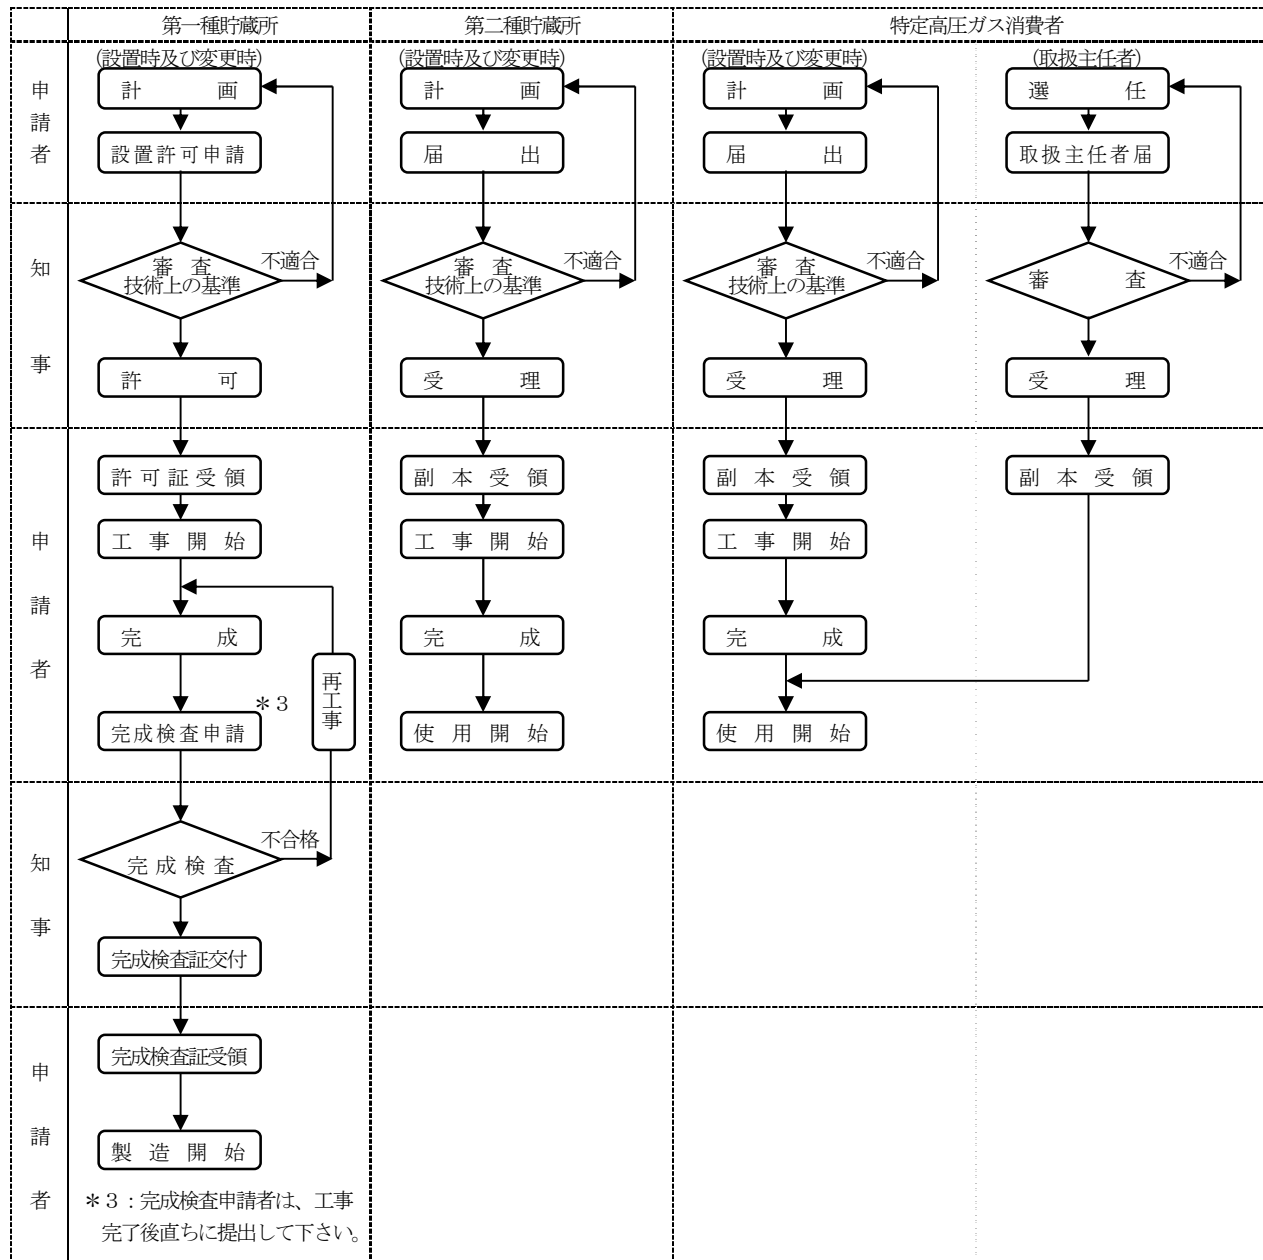 第一種貯蔵所 第二種貯蔵所 特定高圧ガス消費者
申請者
(設置時及び変更時) (設置時及び変更時) (設置時及び変更時) (取扱主任者)
計画 計画 計画 選任
設置許可申請 届出 届出 取扱主任者届
知事
審査 審査 審査 審査
技術上の基準 技術上の基準 技術上の基準
不適合 不適合 不適合 不適合
許可 受理 受理 受理
申請者
許可証受領 副本受領 副本受領 副本受領
工事開始 工事開始 工事開始
完成 完成 完成
再工事
＊３
完成検査申請 使用開始 使用開始
知事
完成検査
不合格
完成検査証交付
申請者
完成検査証受領
製造開始
＊３：完成検査申請者は、工事
完了後直ちに提出して下さい。